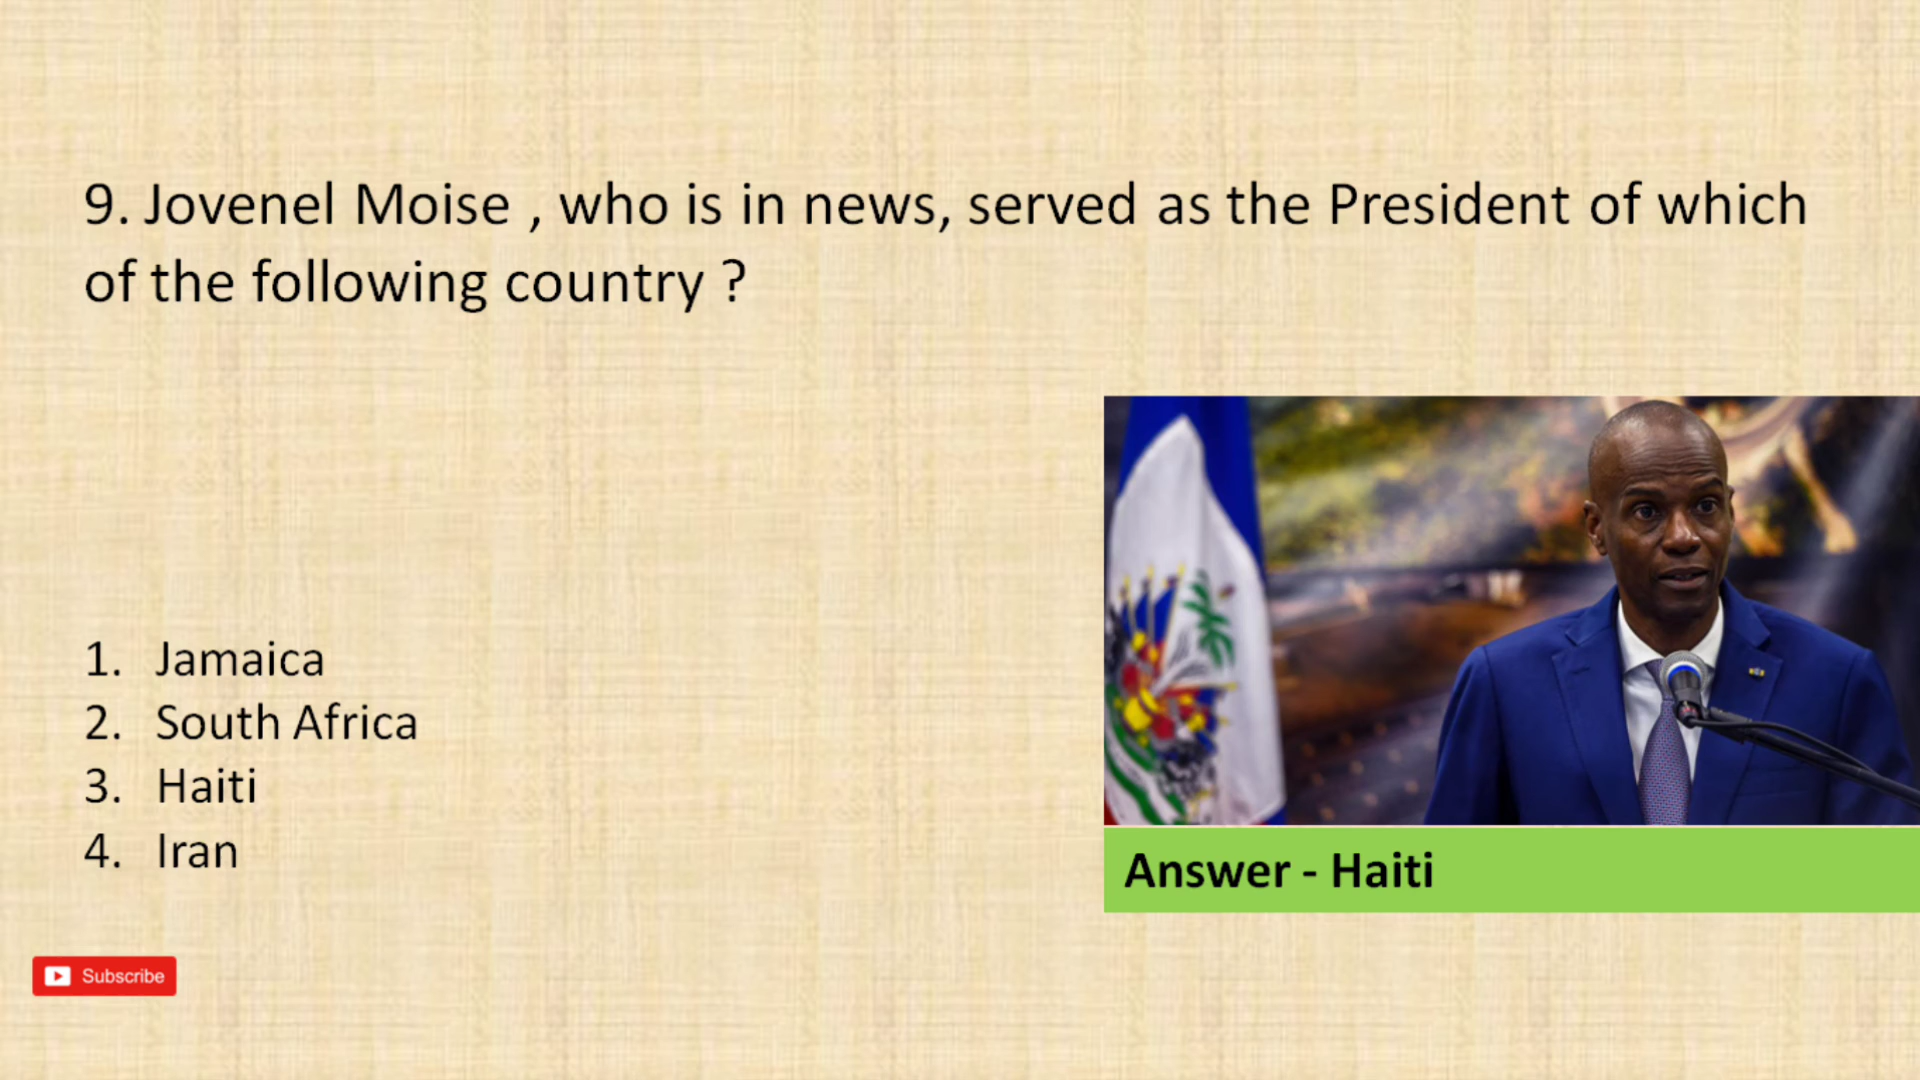 9. Jovenel Moise , who is in news, served as the President of which
of the following country ?
1. Jamaica
2. South Africa
3. Haiti
4. Iran
Answer - Haiti
Subscribe